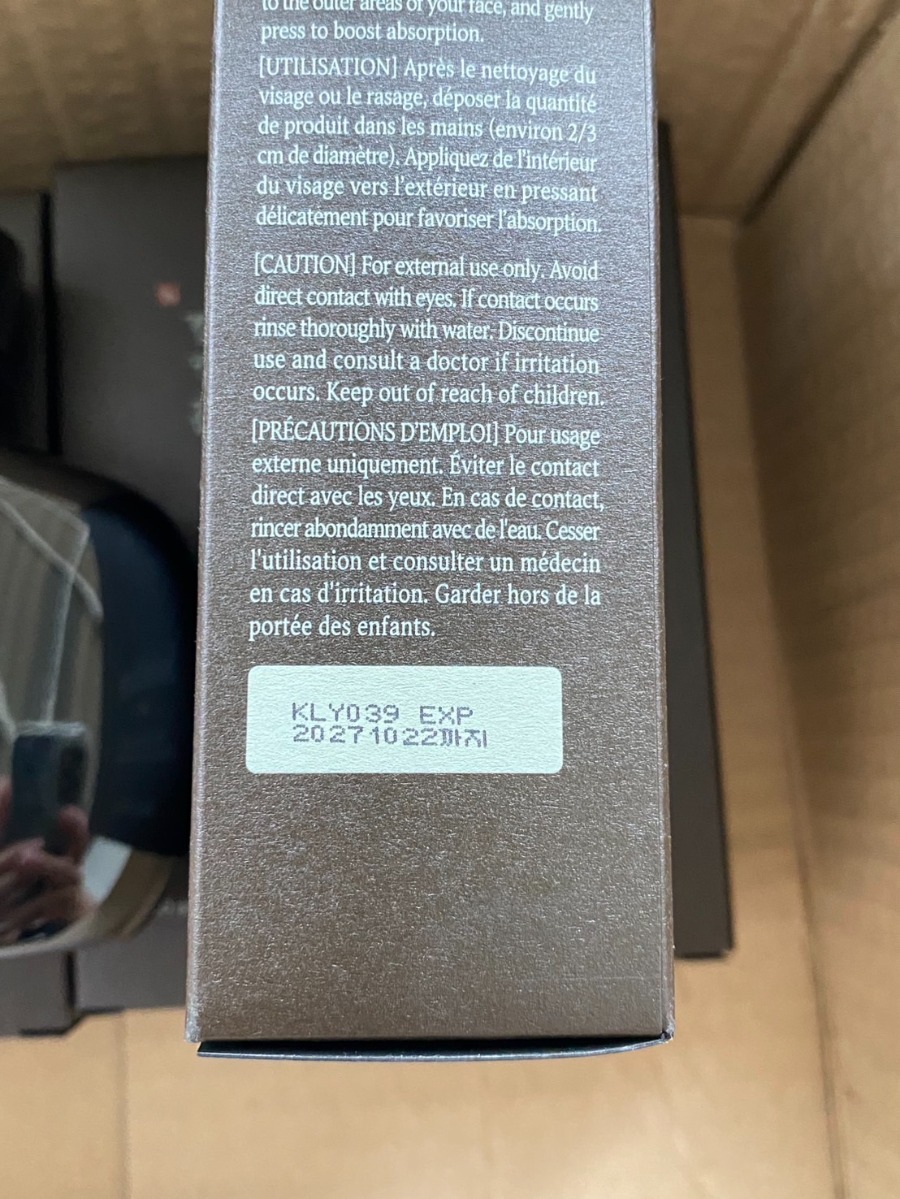 to the outer areas of your face, and gently
press to boost absorption.
[UTILISATION] Après le nettoyage du
visage ou le rasage, déposer la quantité
de produit dans les mains (environ 2/3
cm de diamètre). Appliquez de l'intérieur
du visage vers l'extérieur en pressant
délicatement pour favoriser l'absorption.
[CAUTION] For external use only. Avoid
direct contact with eyes. If contact occurs
rinse thoroughly with water. Discontinue
use and consult a doctor if irritation
occurs. Keep out of reach of children.
[PRÉCAUTIONS D'EMPLOI] Pour usage
externe uniquement. Éviter le contact
direct avec les yeux. En cas de contact,
rincer abondamment avec de l'eau. Cesser
l'utilisation et consulter un médecin
en cas d'irritation. Garder hors de la
portée des enfants.
KLY039 EXP
20271022까지